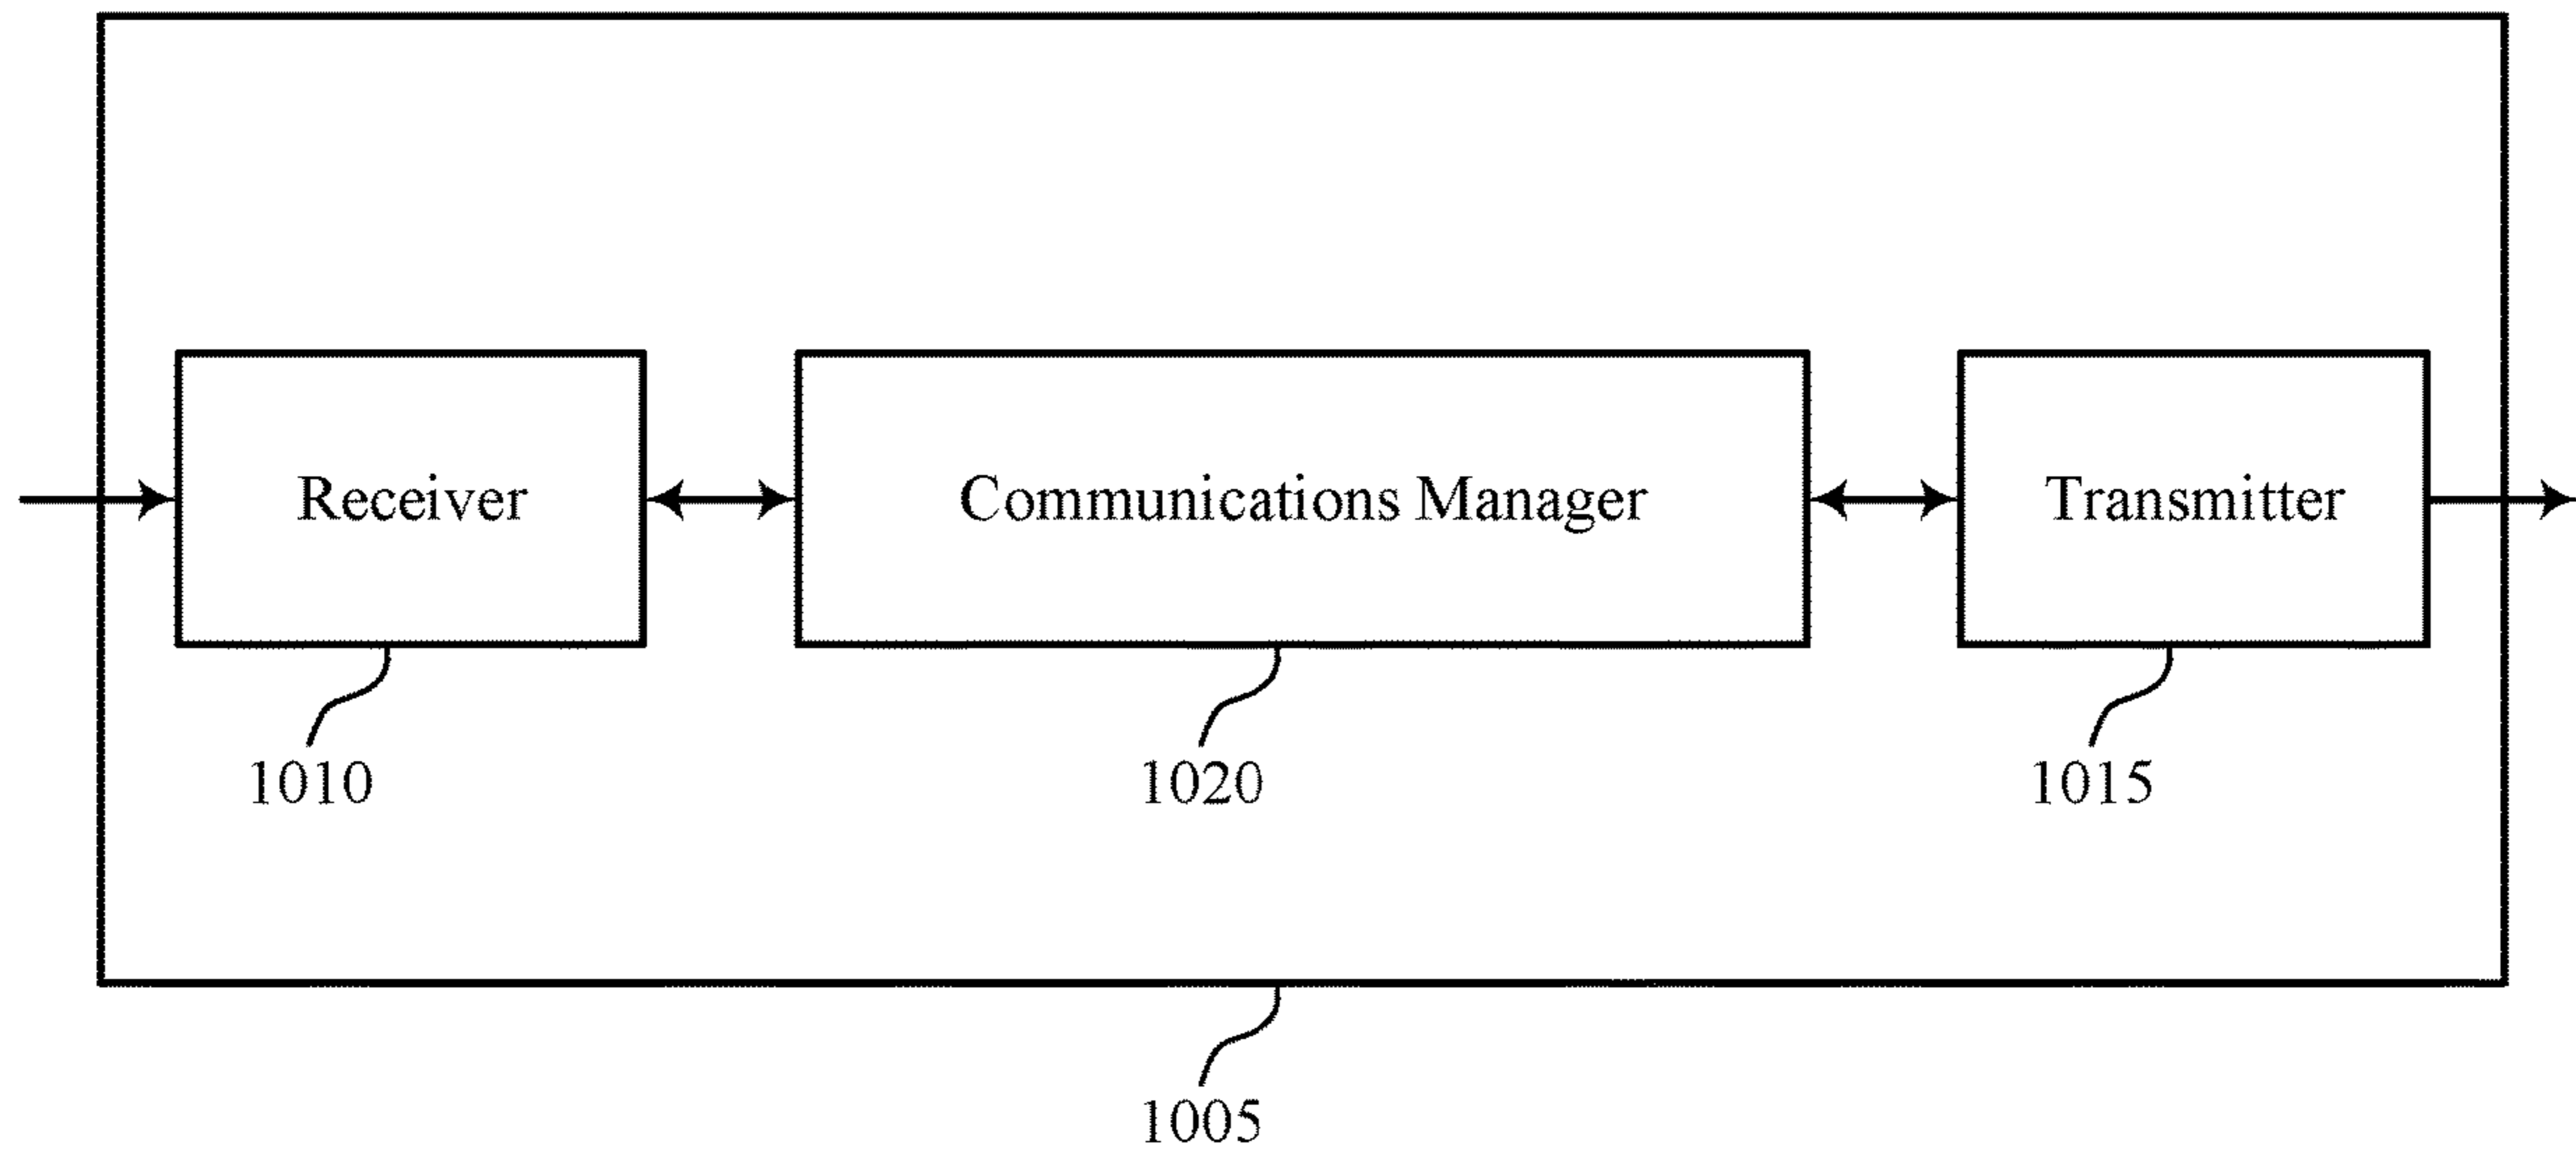 Receiver
Communications Manager
Transmitter
1010
1020
1015
1005